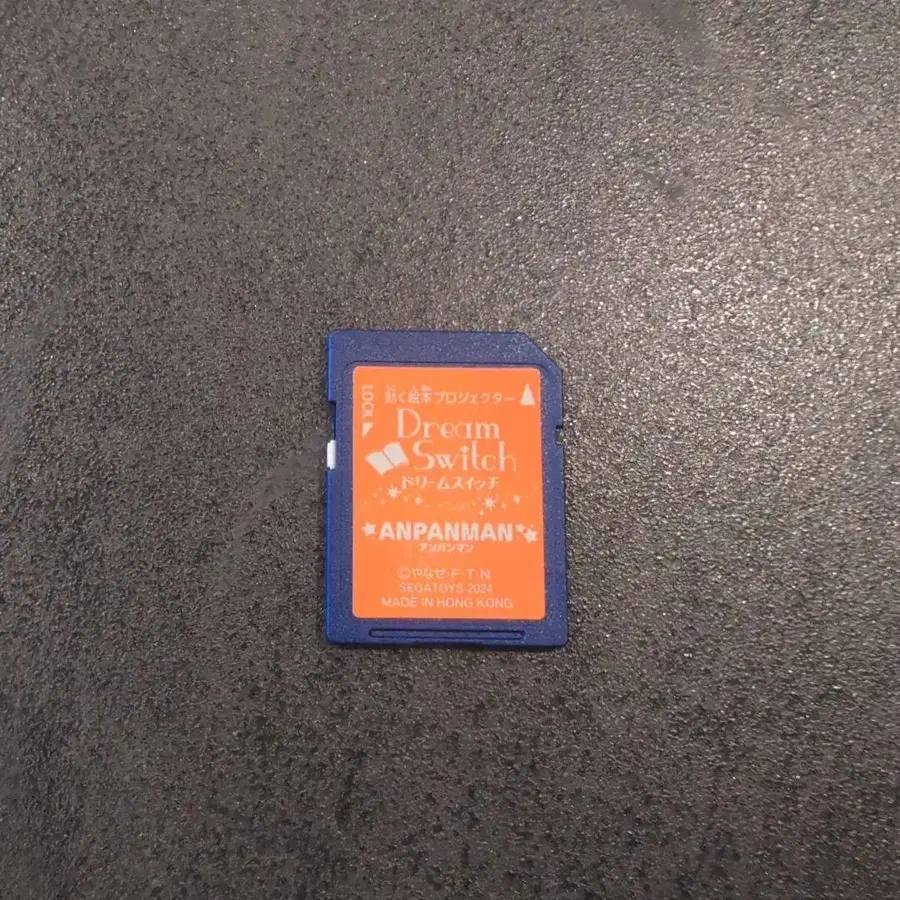 LOCK
動く絵本プロジェクター
Dream
Switch
ドリームスイッチ
ANPANMAN
アンパンマン
©やなせ・F・T・N
SEGATOYS 2024
MADE IN HONG KONG